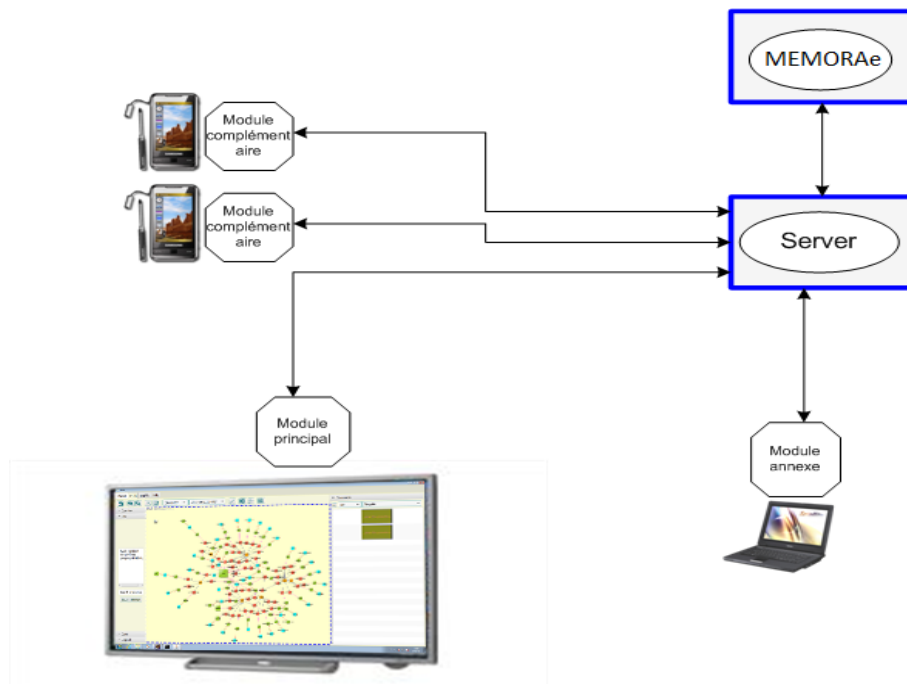 MEMORAe
Module
complément
aire
Module
complément
aire
Server
Module
principal
Module
annexe